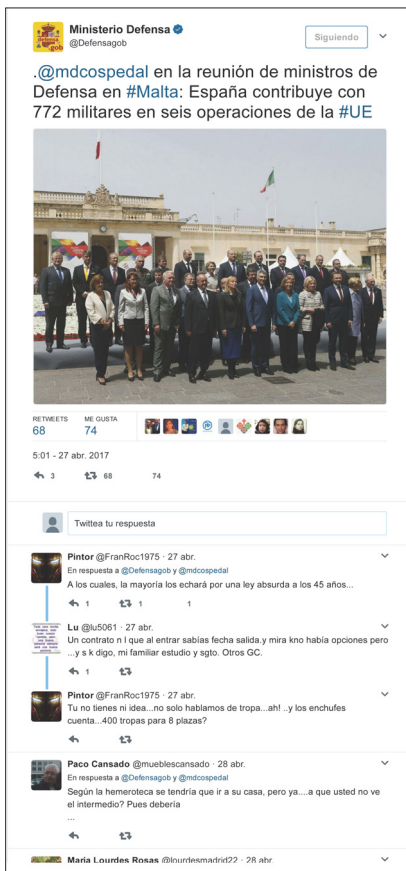 Ministerio Defensa
@Defensagob
Siguiendo
.@mdcospedal en la reunión de ministros de
Defensa en #Malta: España contribuye con
772 militares en seis operaciones de la #UE
RETWEETS
68
ME GUSTA
74
5:01 - 27 abr. 2017
3
68
74
Twittea tu respuesta
Pintor @FranRoc1975 · 27 abr.
En respuesta a @Defensagob y @mdcospedal
A los cuales, la mayoría los echará por una ley absurda a los 45 años...
1
1
1
Lu @lu5061 · 27 abr.
Un contrato n l que al entrar sabías fecha salida.y mira kno había opciones pero
...y s k digo, mi familiar estudio y sgto. Otros GC.
1
Pintor @FranRoc1975 · 27 abr.
Tu no tienes ni idea...no solo hablamos de tropa...ah! ..y los enchufes
cuenta...400 tropas para 8 plazas?
Paco Cansado @mueblescansado · 28 abr.
En respuesta a @Defensagob y @mdcospedal
Según la hemeroteca se tendría que ir a su casa, pero ya....a que usted no ve
el intermedio? Pues debería
...
María Lourdes Rosas @lourdesmadrid22 · 28 abr.